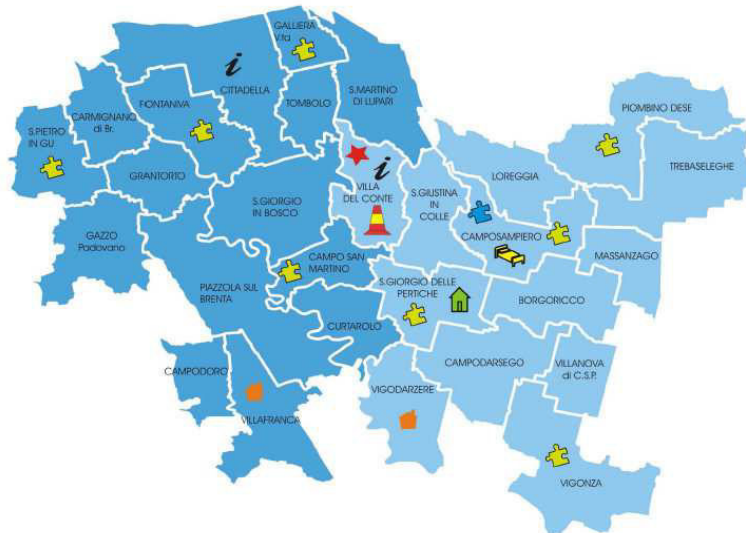 GALLIERA
V.ta
CITTADELLA
TOMBOLO
S.MARTINO
DI LUPARI
FONTANIVA
CARMIGNANO
di Br.
S.PIETRO
IN GU
GRANTORTO
PIOMBINO DESE
TREBASELEGHE
LOREGGIA
VILLA
DEL CONTE
S.GIUSTINA
IN
COLLE
S.GIORGIO
IN BOSCO
GAZZO
Padovano
CAMPOSAMPIERO
MASSANZAGO
CAMPO SAN
MARTINO
PIAZZOLA SUL
BRENTA
S.GIORGIO DELLE
PERTICHE
BORGORICCO
CURTAROLO
CAMPODORO
VILLAFRANCA
VIGODARZERE
CAMPODARSEGO
VILLANOVA
di C.S.P.
VIGONZA
i
i